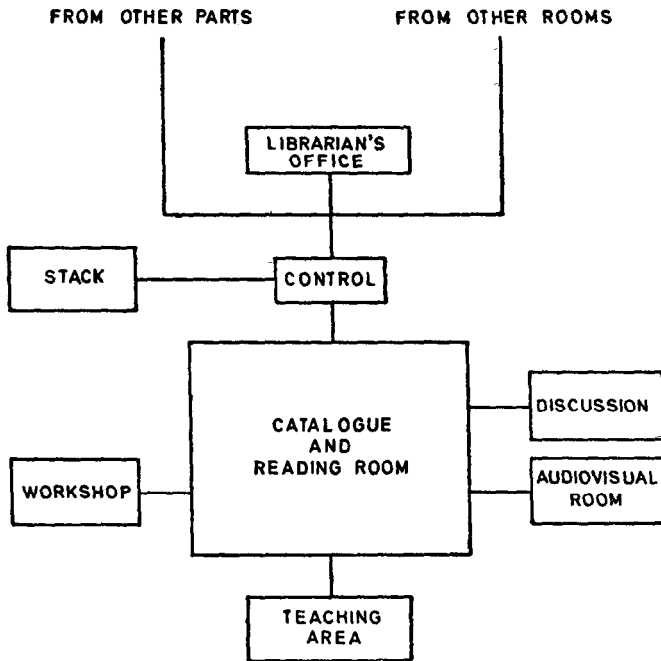 FROM OTHER PARTS
FROM OTHER ROOMS
LIBRARIAN'S
OFFICE
STACK
CONTROL
CATALOGUE
AND
READING ROOM
DISCUSSION
WORKSHOP
AUDIOVISUAL
ROOM
TEACHING
AREA